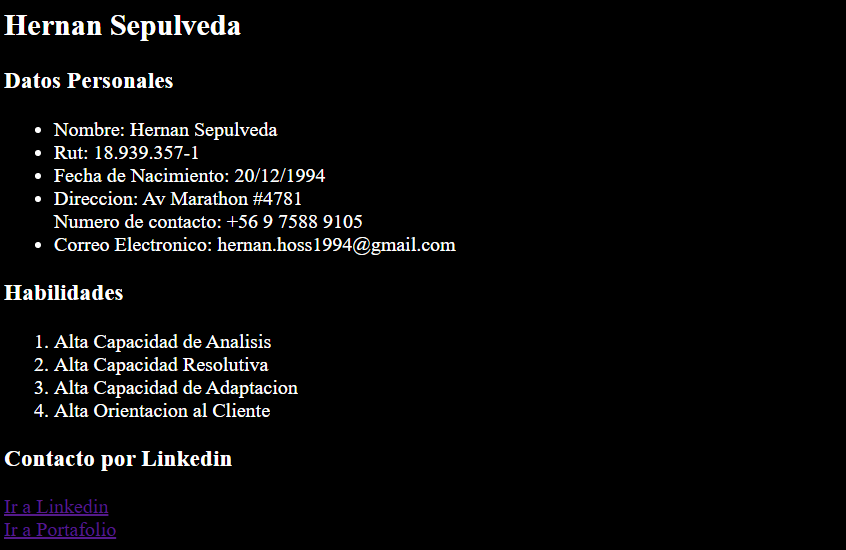 Hernan Sepulveda
Datos Personales
Nombre: Hernan Sepulveda
Rut: 18.939.357-1
Fecha de Nacimiento: 20/12/1994
Direccion: Av Marathon #4781
Numero de contacto: +56 9 7588 9105
Correo Electronico: hernan.hoss1994@gmail.com
Habilidades
1. Alta Capacidad de Analisis
2. Alta Capacidad Resolutiva
3. Alta Capacidad de Adaptacion
4. Alta Orientacion al Cliente
Contacto por Linkedin
Ir a Linkedin
Ir a Portafolio